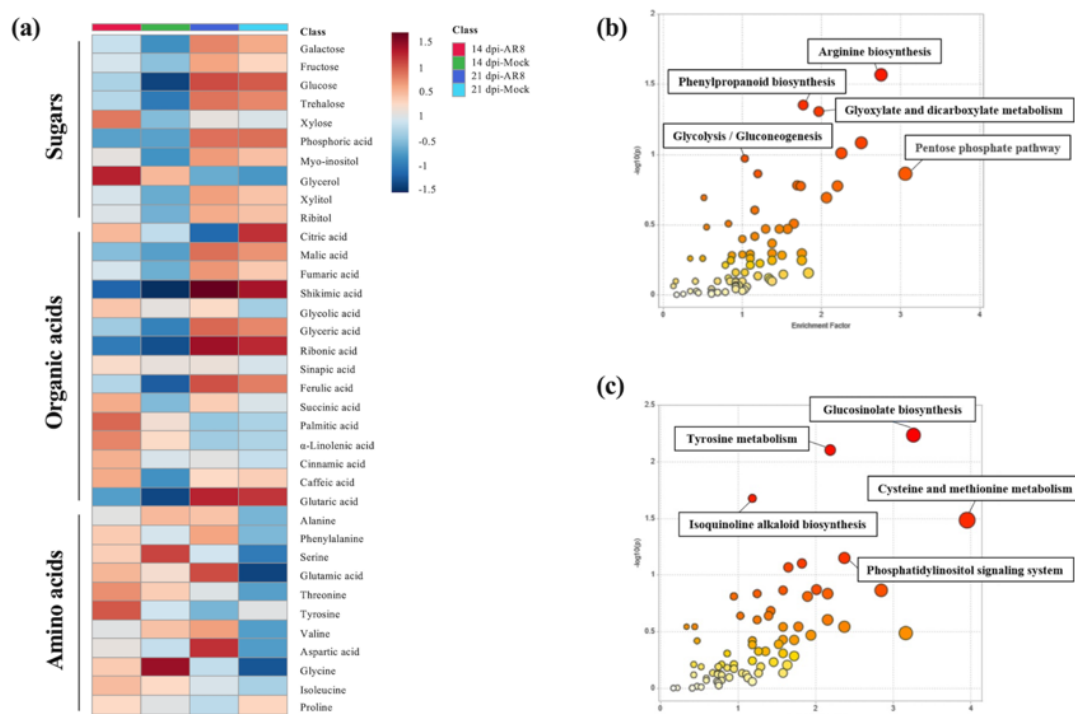 (a)
Sugars
Organic acids
Amino acids
Class
Galactose
Fructose
Glucose
Trehalose
Xylose
Phosphoric acid
Myo-inositol
Glycerol
Xylitol
Ribitol
Citric acid
Malic acid
Fumaric acid
Shikimic acid
Glyeolic acid
Glyceric acid
Ribonic acid
Sinapic acid
Ferulic acid
Succinic acid
Palmitic acid
α-Linolenic acid
Cinnamic acid
Caffeic acid
Glutaric acid
Alanine
Phenylalanine
Serine
Glutamic acid
Threonine
Tyrosine
Valine
Aspartic acid
Glycine
Isoleucine
Proline
1.5
1
0.5
1
-0.5
-1
-1.5
Class
14 dpi-AR8
14 dpi-Mock
21 dpi-AR8
21 dpi-Mock
(b)
2
1.5
1
0.5
0
-log10(p)
Arginine biosynthesis
Phenylpropanoid biosynthesis
Glyoxylate and dicarboxylate metabolism
Glycolysis / Gluconeogenesis
Pentose phosphate pathway
0 1 2 3 4
Enrichment Factor
(c)
2.5
2
1.5
1
0.5
0
-log10(p)
Glucosinolate biosynthesis
Tyrosine metabolism
Cysteine and methionine metabolism
Isoquinoline alkaloid biosynthesis
Phosphatidylinositol signaling system
0 1 2 3 4